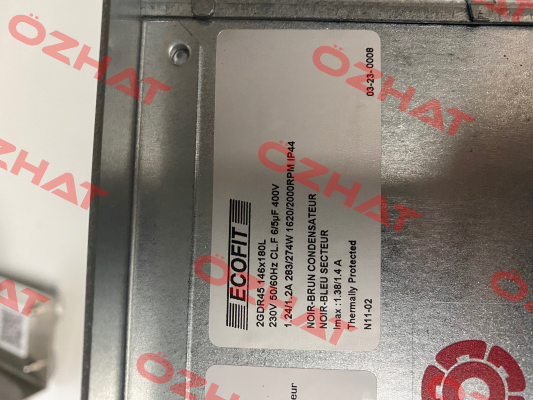 ECOFIT
2GDR45 146x180L
230V 50/60Hz CL.F 6/5µF 400V
1.24/1.2A 283/274W 1620/2000RPM IP44
NOIR-BRUN CONDENSATEUR
NOIR-BLEU SECTEUR
Imax :1.38/1.4 A
Thermally Protected
N11-02
03-23-0008
eur
ÖZHAT
ÖZHAT
ÖZHAT
ÖZHAT
ÖZHAT
ÖZHAT